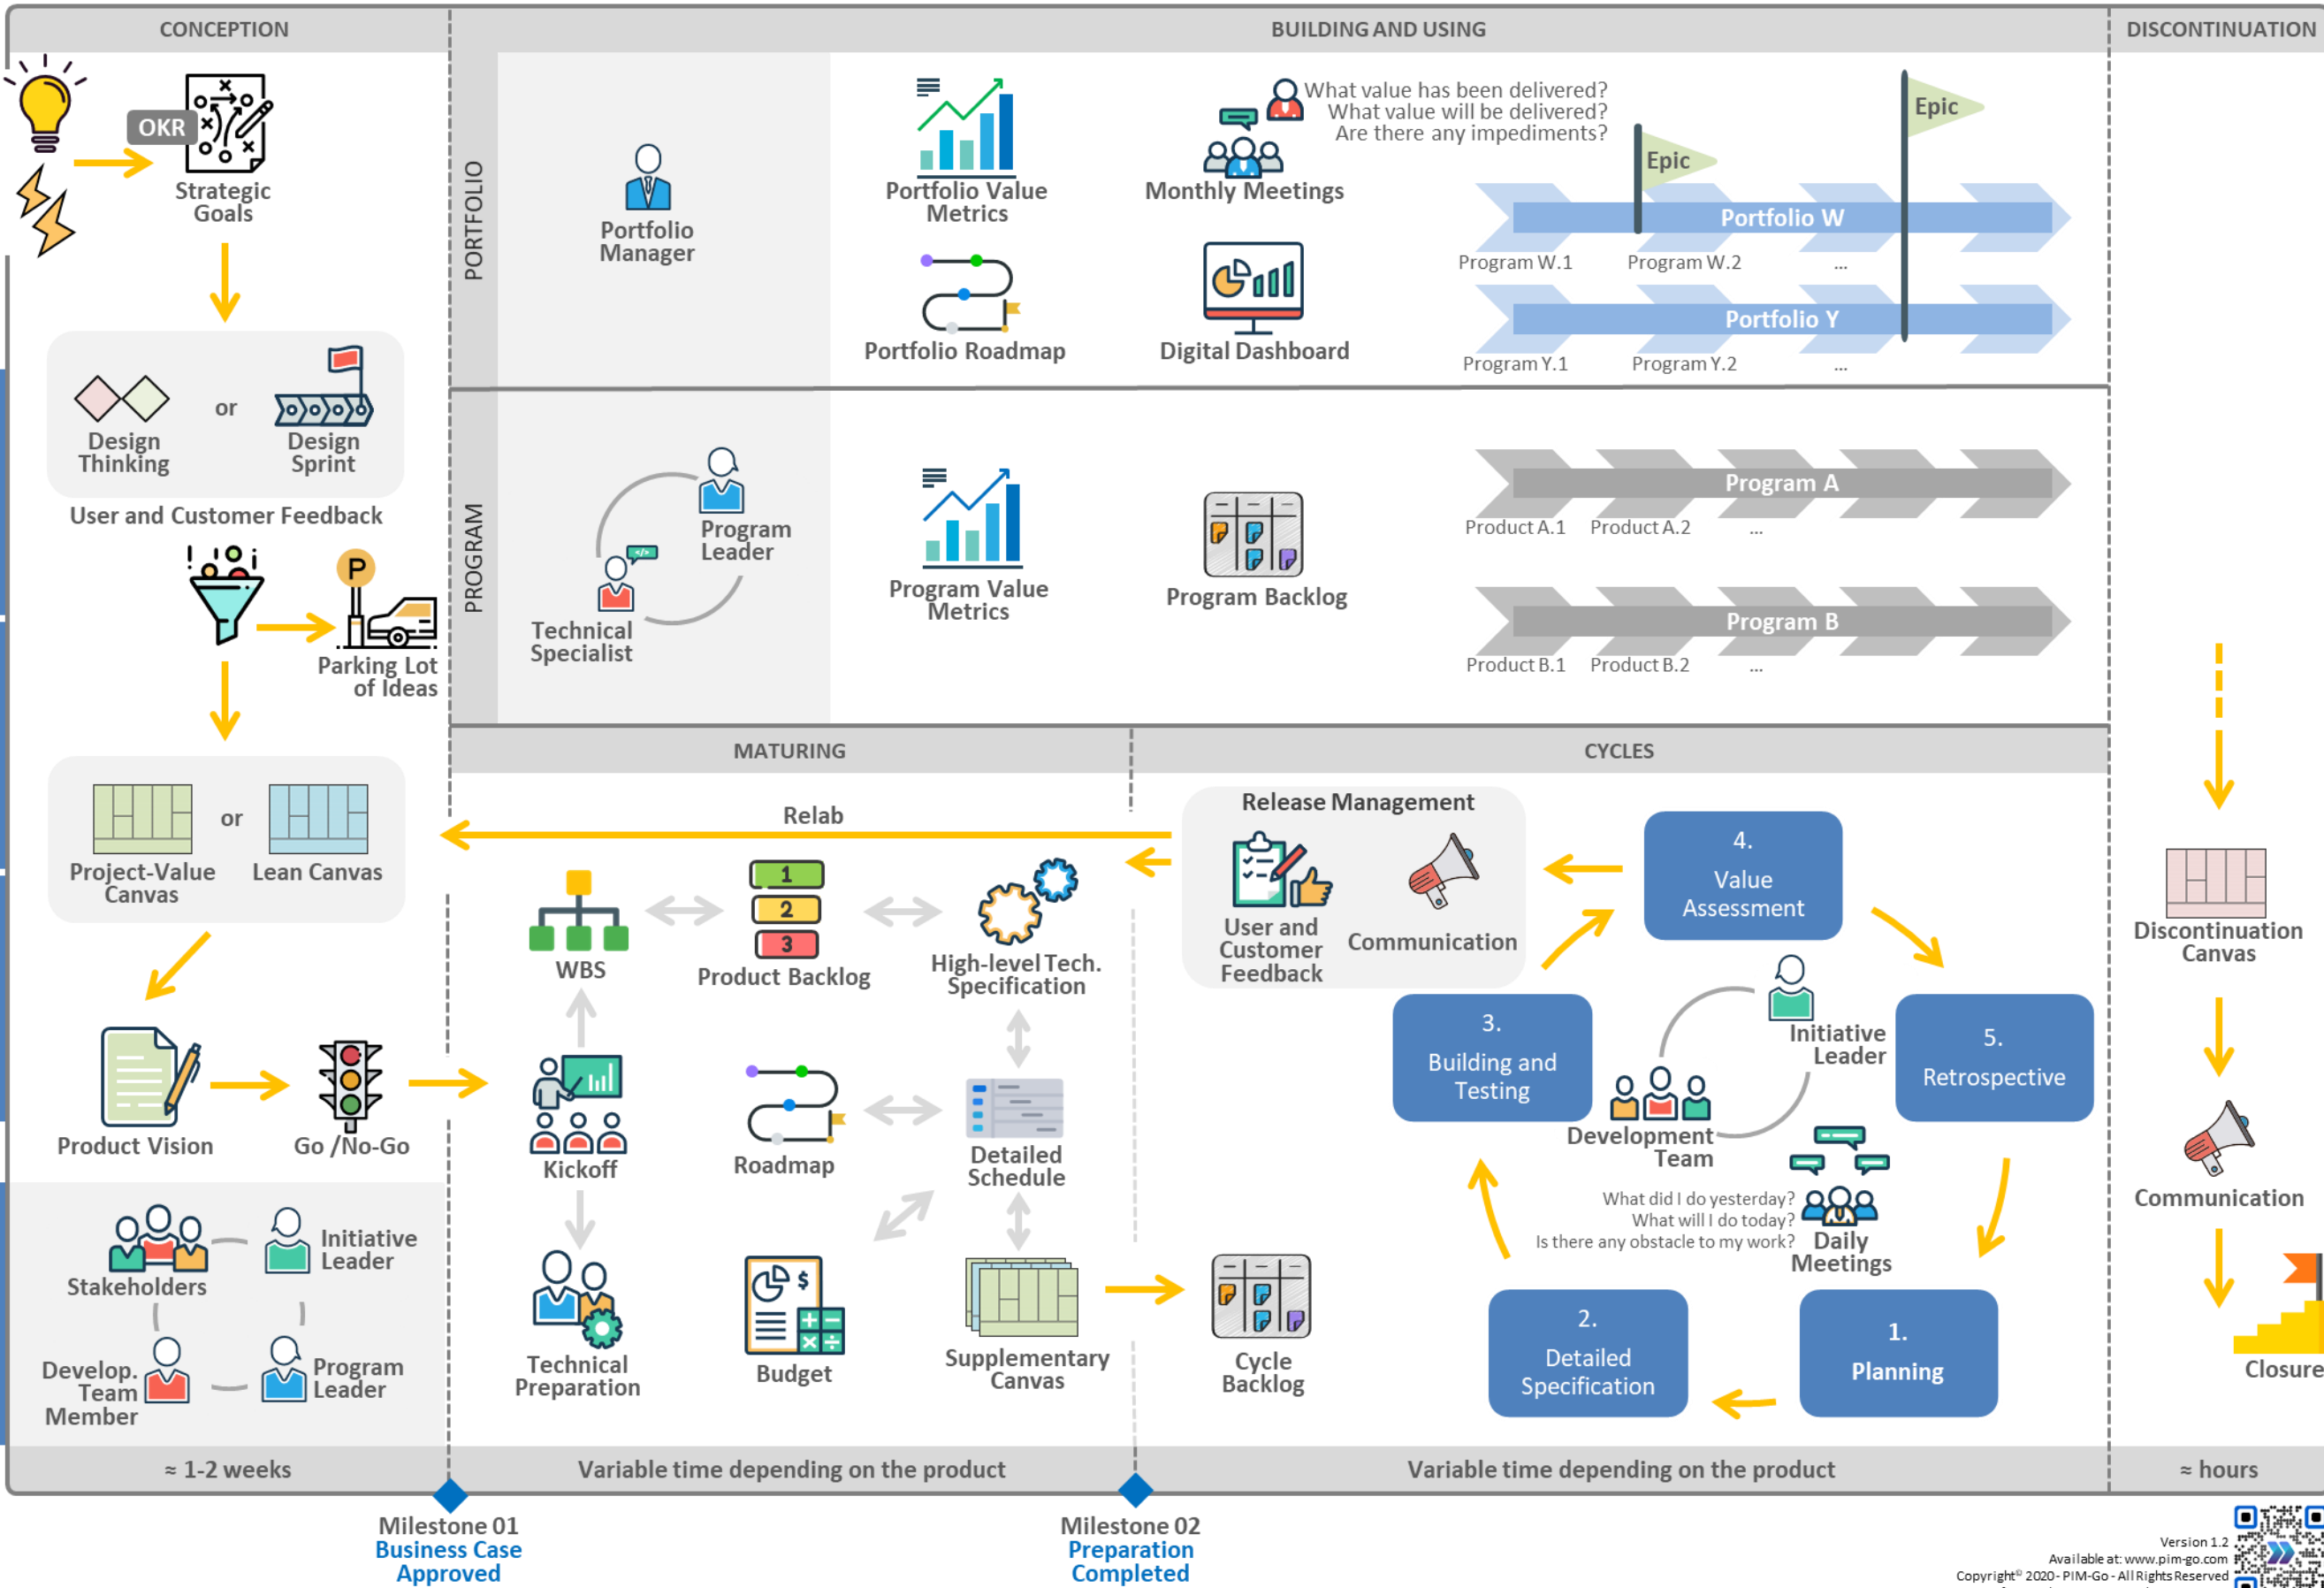 CONCEPTION
BUILDING AND USING
DISCONTINUATION
OKR
Strategic
Goals
Design
Thinking
or
Design
Sprint
User and Customer Feedback
P
Parking Lot
of Ideas
Project-Value
Canvas
or
Lean Canvas
Product Vision
Go /No-Go
Stakeholders
Initiative
Leader
Develop.
Team
Member
Program
Leader
≈ 1-2 weeks
PORTFOLIO
Portfolio
Manager
Portfolio Value
Metrics
Monthly Meetings
What value has been delivered?
What value will be delivered?
Are there any impediments?
Portfolio Roadmap
Digital Dashboard
Epic
Epic
Portfolio W
Program W.1
Program W.2
...
Portfolio Y
Program Y.1
Program Y.2
...
PROGRAM
Program
Leader
Technical
Specialist
Program Value
Metrics
Program Backlog
Program A
Product A.1
Product A.2
...
Program B
Product B.1
Product B.2
...
MATURING
CYCLES
Relab
WBS
1
2
3
Product Backlog
High-level Tech.
Specification
Kickoff
Roadmap
Detailed
Schedule
Technical
Preparation
$
Budget
Supplementary
Canvas
Variable time depending on the product
Release Management
User and
Customer
Feedback
Communication
4.
Value
Assessment
3.
Building and
Testing
5.
Retrospective
Initiative
Leader
Development
Team
What did I do yesterday?
What will I do today?
Is there any obstacle to my work?
Daily
Meetings
Cycle
Backlog
2.
Detailed
Specification
1.
Planning
Variable time depending on the product
Discontinuation
Canvas
Communication
Closure
≈ hours
Milestone 01
Business Case
Approved
Milestone 02
Preparation
Completed
Version 1.2
Available at: www.pim-go.com
Copyright© 2020 - PIM-Go - All Rights Reserved